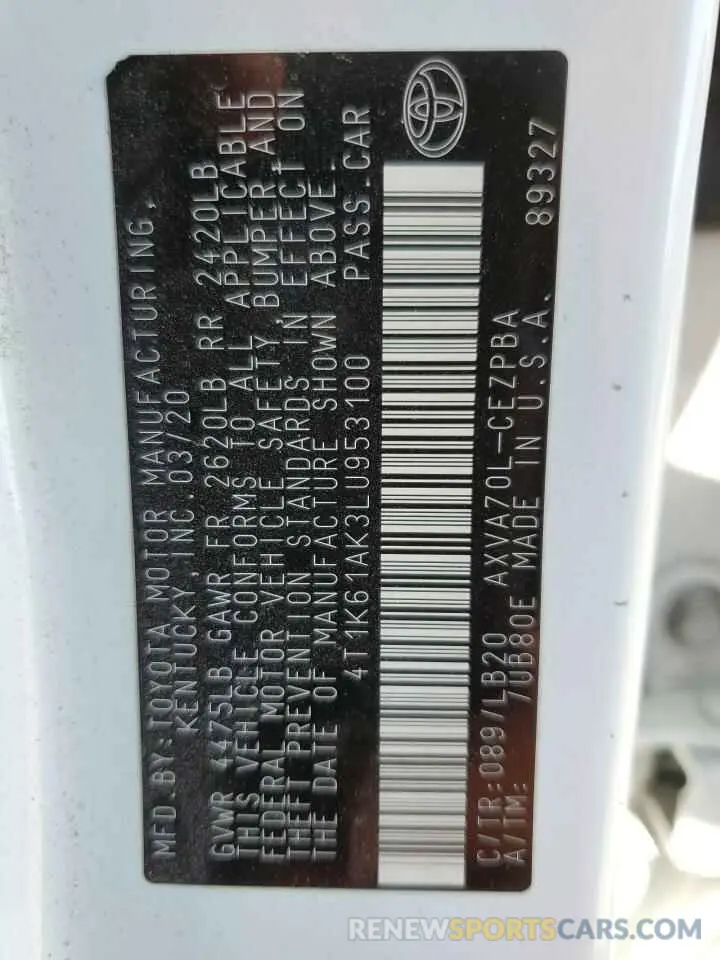 MFD.BY:TOYOTA MOTOR MANUFACTURING,
KENTUCKY,INC.03/20
GVWR 4475LB GAWR FR 2620LB RR 2420LB
THIS VEHICLE CONFORMS TO ALL APPLICABLE
FEDERAL MOTOR VEHICLE SAFETY,BUMPER,AND
THEFT PREVENTION STANDARDS IN EFFECT ON
THE DATE OF MANUFACTURE SHOWN ABOVE.
4T1K61AK3LU953100 PASS.CAR
C/TR:089/LB20 AXVA70L-CEZPBA 89327
A/TM: 7UB80E MADE IN U.S.A.
RENEWSPORTSCARS.COM